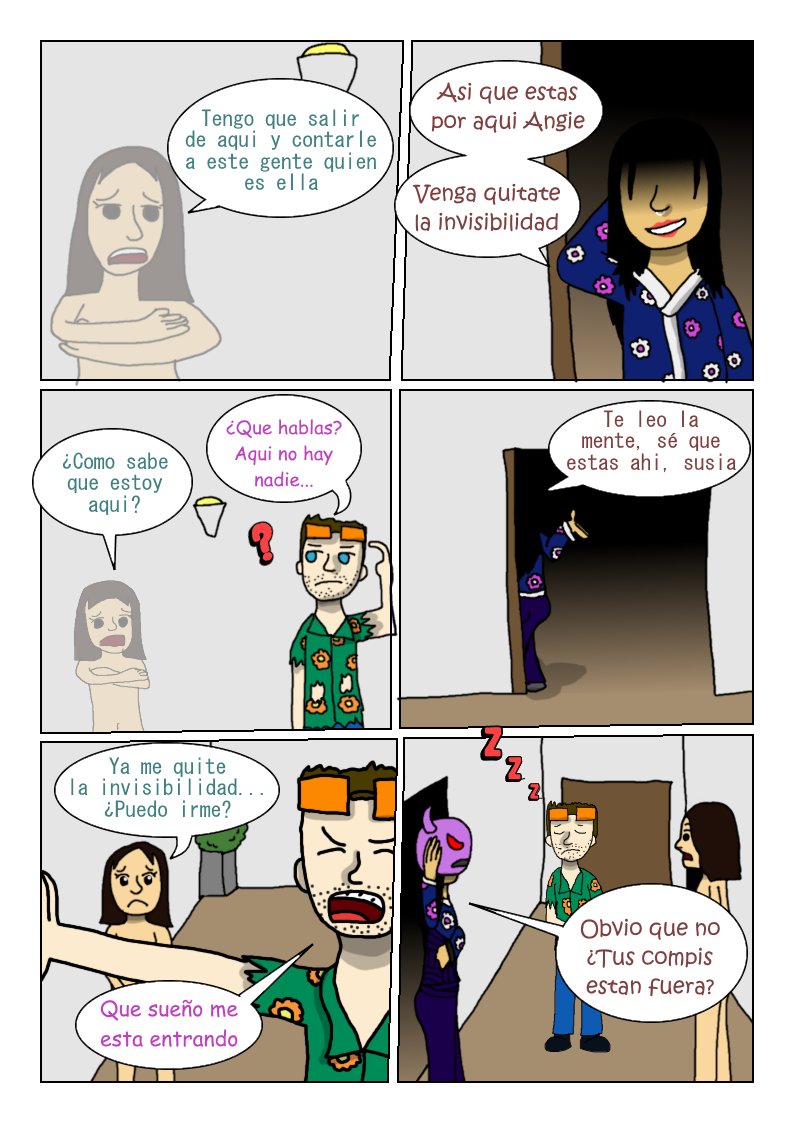 Tengo que salir
de aqui y contarle
a este gente quien
es ella
Asi que estas
por aqui Angie
Venga quitate
la invisibilidad
¿Como sabe
que estoy
aqui?
¿Que hablas?
Aqui no hay
nadie...
?
Te leo la
mente, sé que
estas ahi, susia
Ya me quite
la invisibilidad...
¿Puedo irme?
Que sueño me
esta entrando
Z
Z
Z
Obvio que no
¿Tus compis
estan fuera?